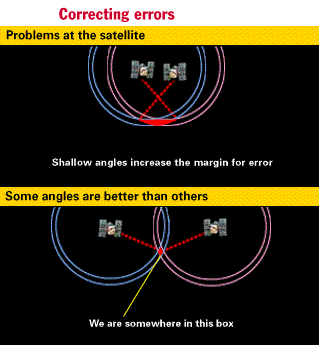 Correcting errors
Problems at the satellite
Shallow angles increase the margin for error
Some angles are better than others
We are somewhere in this box